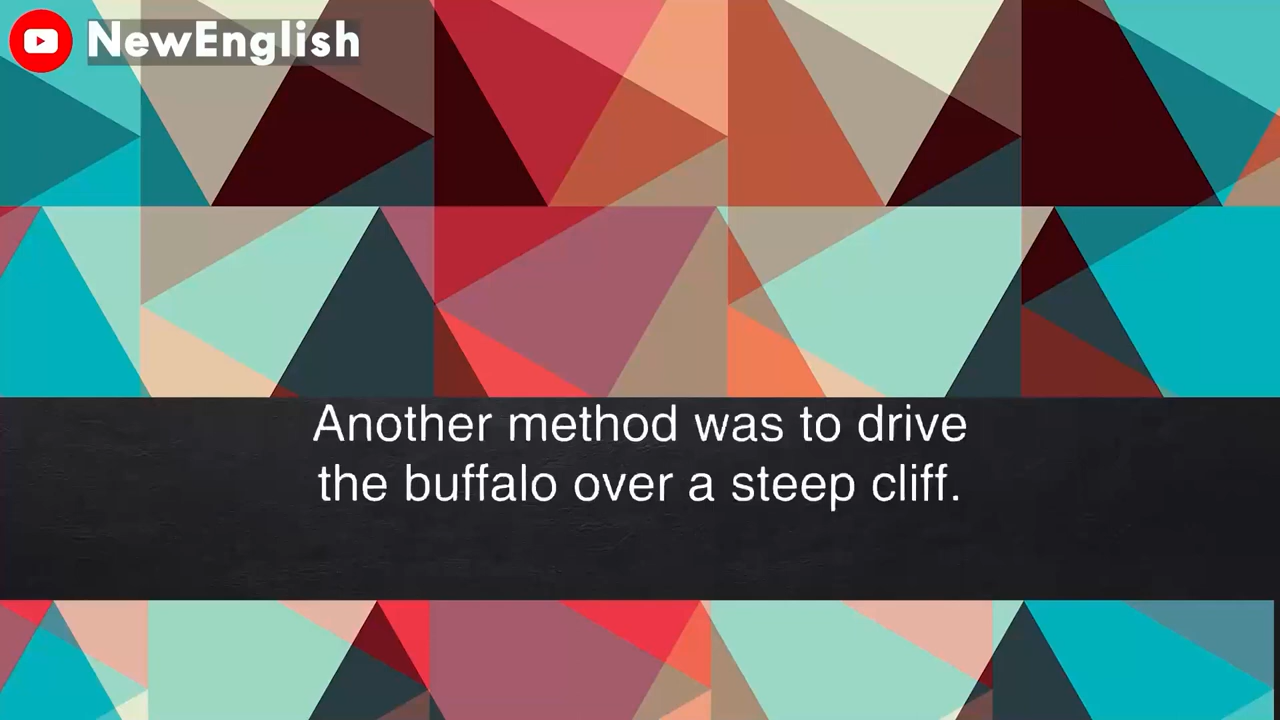 NewEnglish
Another method was to drive
the buffalo over a steep cliff.